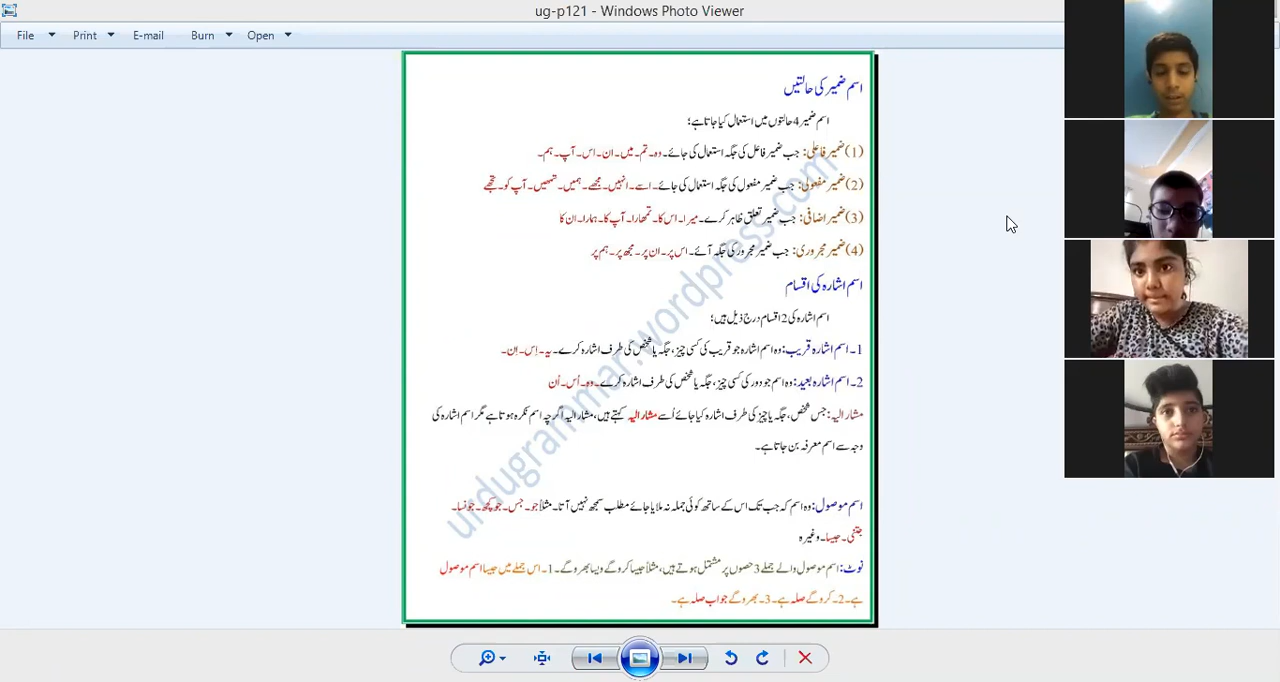 ug-p121 - Windows Photo Viewer
File Print E-mail Burn Open
اسم ضمیر کی حالتیں
اسم ضمیر 4 حالتوں میں استعمال کیا جاتا ہے؛
(1) ضمیر فاعلی: جب ضمیر فاعل کی جگہ استعمال کی جائے۔ وہ۔ تم۔ میں۔ ان۔ اس۔ آپ۔ ہم۔
(2) ضمیر مفعولی: جب ضمیر مفعول کی جگہ استعمال کی جائے۔ اسے۔ انہیں۔ مجھے۔ ہمیں۔ تمھیں۔ آپ کو۔ تجھے
(3) ضمیر اضافی: جب ضمیر تعلق ظاہر کرے۔ میرا۔ اس کا۔ تمھارا۔ آپ کا۔ ہمارا۔ ان کا
(4) ضمیر مجروری: جب ضمیر مجرور کی جگہ آئے۔ اس پر۔ ان پر۔ مجھ پر۔ ہم پر
اسم اشارہ کی اقسام
اسم اشارہ کی 2 اقسام درج ذیل ہیں؛
1۔ اسم اشارہ قریب: وہ اسم اشارہ جو قریب کی کسی چیز، جگہ یا شخص کی طرف اشارہ کرے۔ یہ۔ اِس۔ اِن۔
2۔ اسم اشارہ بعید: وہ اسم جو دور کی کسی چیز، جگہ یا شخص کی طرف اشارہ کرے۔ وہ۔ اُس۔ اُن
مشار الیہ: جس شخص، جگہ یا چیز کی طرف اشارہ کیا جائے اُسے مشار الیہ کہتے ہیں، مشار الیہ اگرچہ اسم نکرہ ہوتا ہے مگر اسم اشارہ کی
وجہ سے اسم معرفہ بن جاتا ہے۔
اسم موصول: وہ اسم کہ جب تک اس کے ساتھ کوئی جملہ نہ ملایا جائے مطلب سمجھ نہیں آتا۔ مثلاً جو۔ جس۔ جو کچھ۔ جونسا۔
جتنی۔ جیسا۔ وغیرہ
نوٹ: اسم موصول والے جملے 3 حصوں پر مشتمل ہوتے ہیں، مثلاً جیسا کرو گے ویسا بھرو گے۔ 1۔ اس جملے میں جیسا اسم موصول
ہے۔ 2۔ کرو گے صلہ ہے۔ 3۔ بھرو گے جواب صلہ ہے۔
urdugrammar.wordpress.com